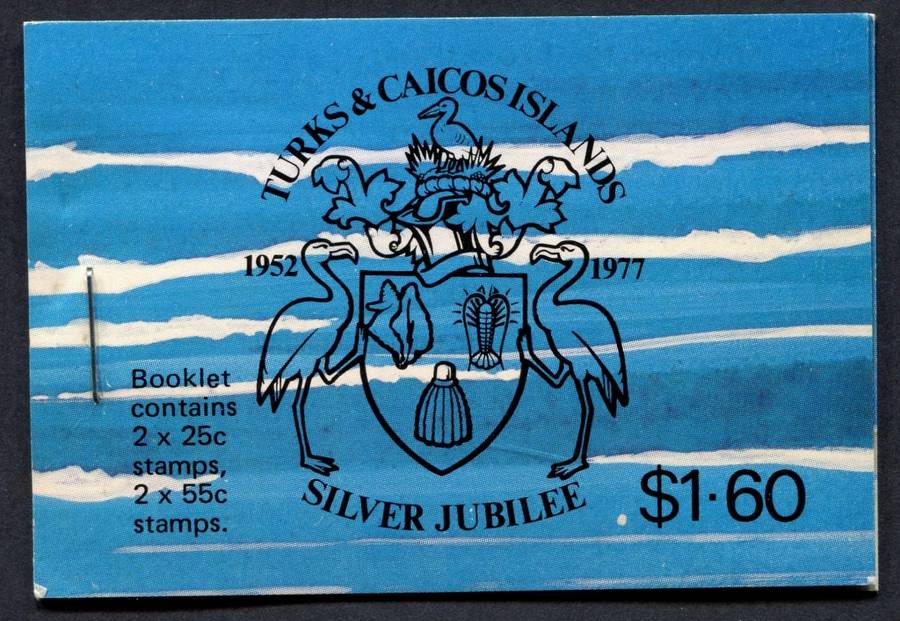 TURKS & CAICOS ISLANDS
1952 1977
Booklet
contains
2 x 25c
stamps,
2 x 55c
stamps.
SILVER JUBILEE
$1·60